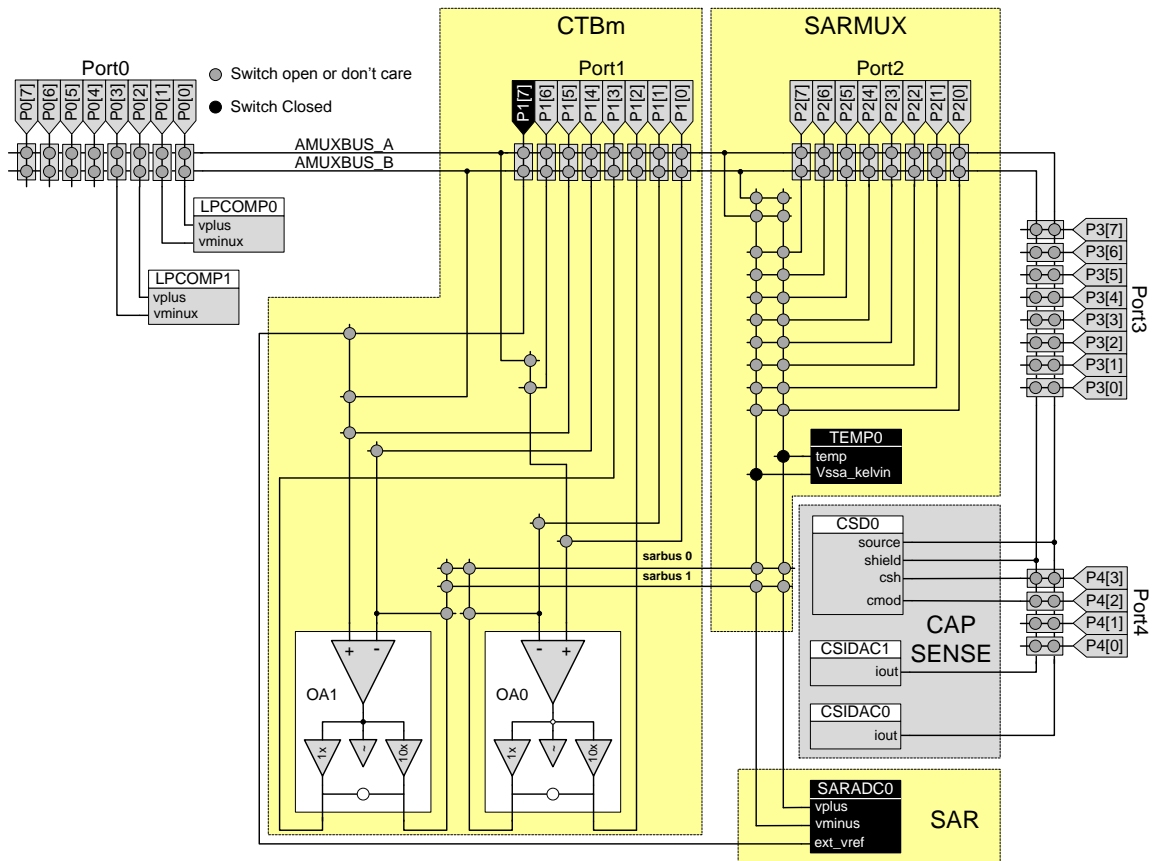 CTBm
SARMUX
Port0
Switch open or don't care
Switch Closed
Port1
Port2
P0[7]
P0[6]
P0[5]
P0[4]
P0[3]
P0[2]
P0[1]
P0[0]
P1[7]
P1[6]
P1[5]
P1[4]
P1[3]
P1[2]
P1[1]
P1[0]
P2[7]
P2[6]
P2[5]
P2[4]
P2[3]
P2[2]
P2[1]
P2[0]
AMUXBUS_A
AMUXBUS_B
LPCOMP0
vplus
vminux
LPCOMP1
vplus
vminux
P3[7]
P3[6]
P3[5]
P3[4]
P3[3]
P3[2]
P3[1]
P3[0]
Port3
TEMP0
temp
Vssa_kelvin
CSD0
source
shield
csh
cmod
sarbus 0
sarbus 1
P4[3]
P4[2]
P4[1]
P4[0]
Port4
CAP
SENSE
CSIDAC1
iout
CSIDAC0
iout
+ -
OA1
1x
~
10x
- +
OA0
1x
~
10x
SARADC0
vplus
vminus
ext_vref
SAR